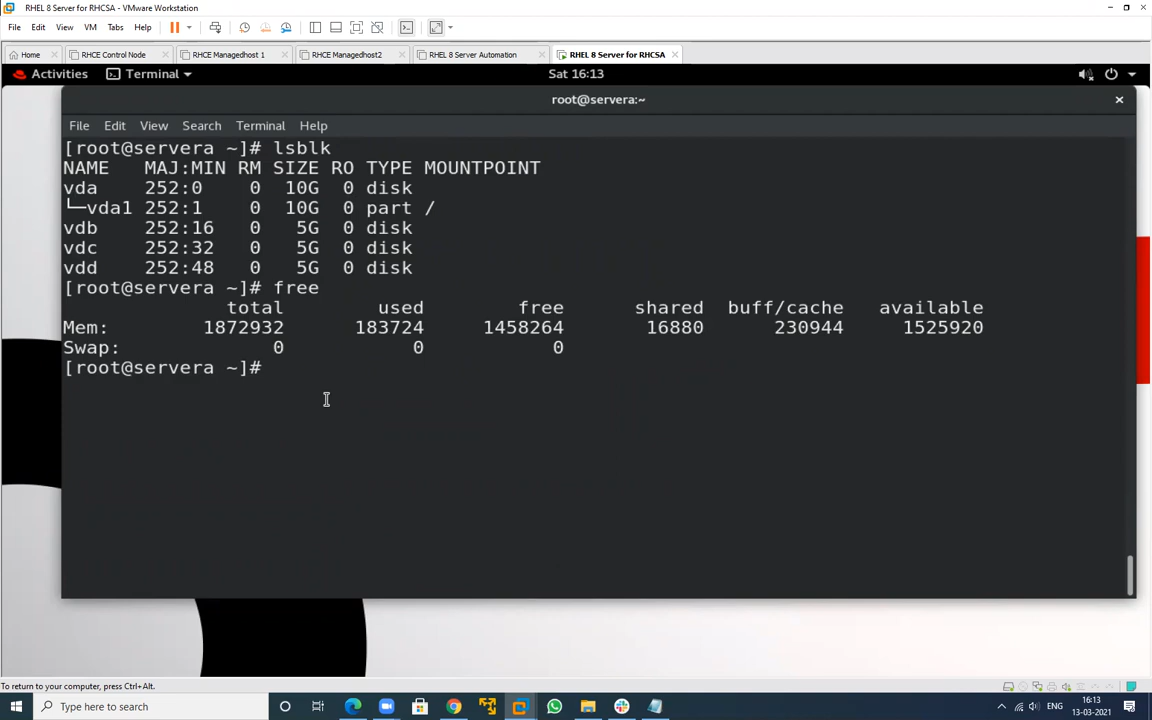 RHEL 8 Server for RHCSA - VMware Workstation
File Edit View VM Tabs Help
Home RHCE Control Node RHCE Managedhost 1 RHCE Managedhost2 RHEL 8 Server Automation RHEL 8 Server for RHCSA
Activities Terminal Sat 16:13
root@servera:~
File Edit View Search Terminal Help
[root@servera ~]# lsblk
NAME MAJ:MIN RM SIZE RO TYPE MOUNTPOINT
vda 252:0 0 10G 0 disk
└─vda1 252:1 0 10G 0 part /
vdb 252:16 0 5G 0 disk
vdc 252:32 0 5G 0 disk
vdd 252:48 0 5G 0 disk
[root@servera ~]# free
total used free shared buff/cache available
Mem: 1872932 183724 1458264 16880 230944 1525920
Swap: 0 0 0
[root@servera ~]#
To return to your computer, press Ctrl+Alt.
Type here to search
ENG
16:13
13-03-2021